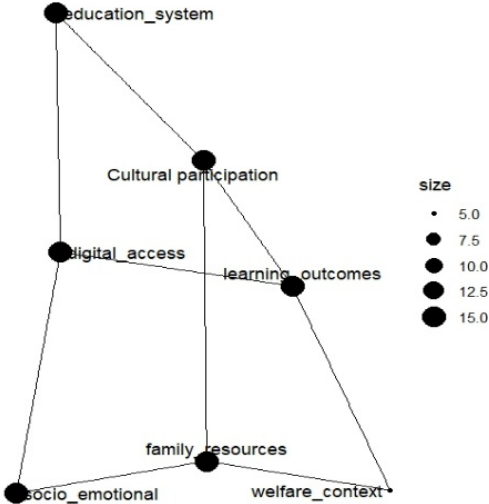 education_system
Cultural participation
digital_access
learning_outcomes
family_resources
socio_emotional
welfare_context
size
5.0
7.5
10.0
12.5
15.0